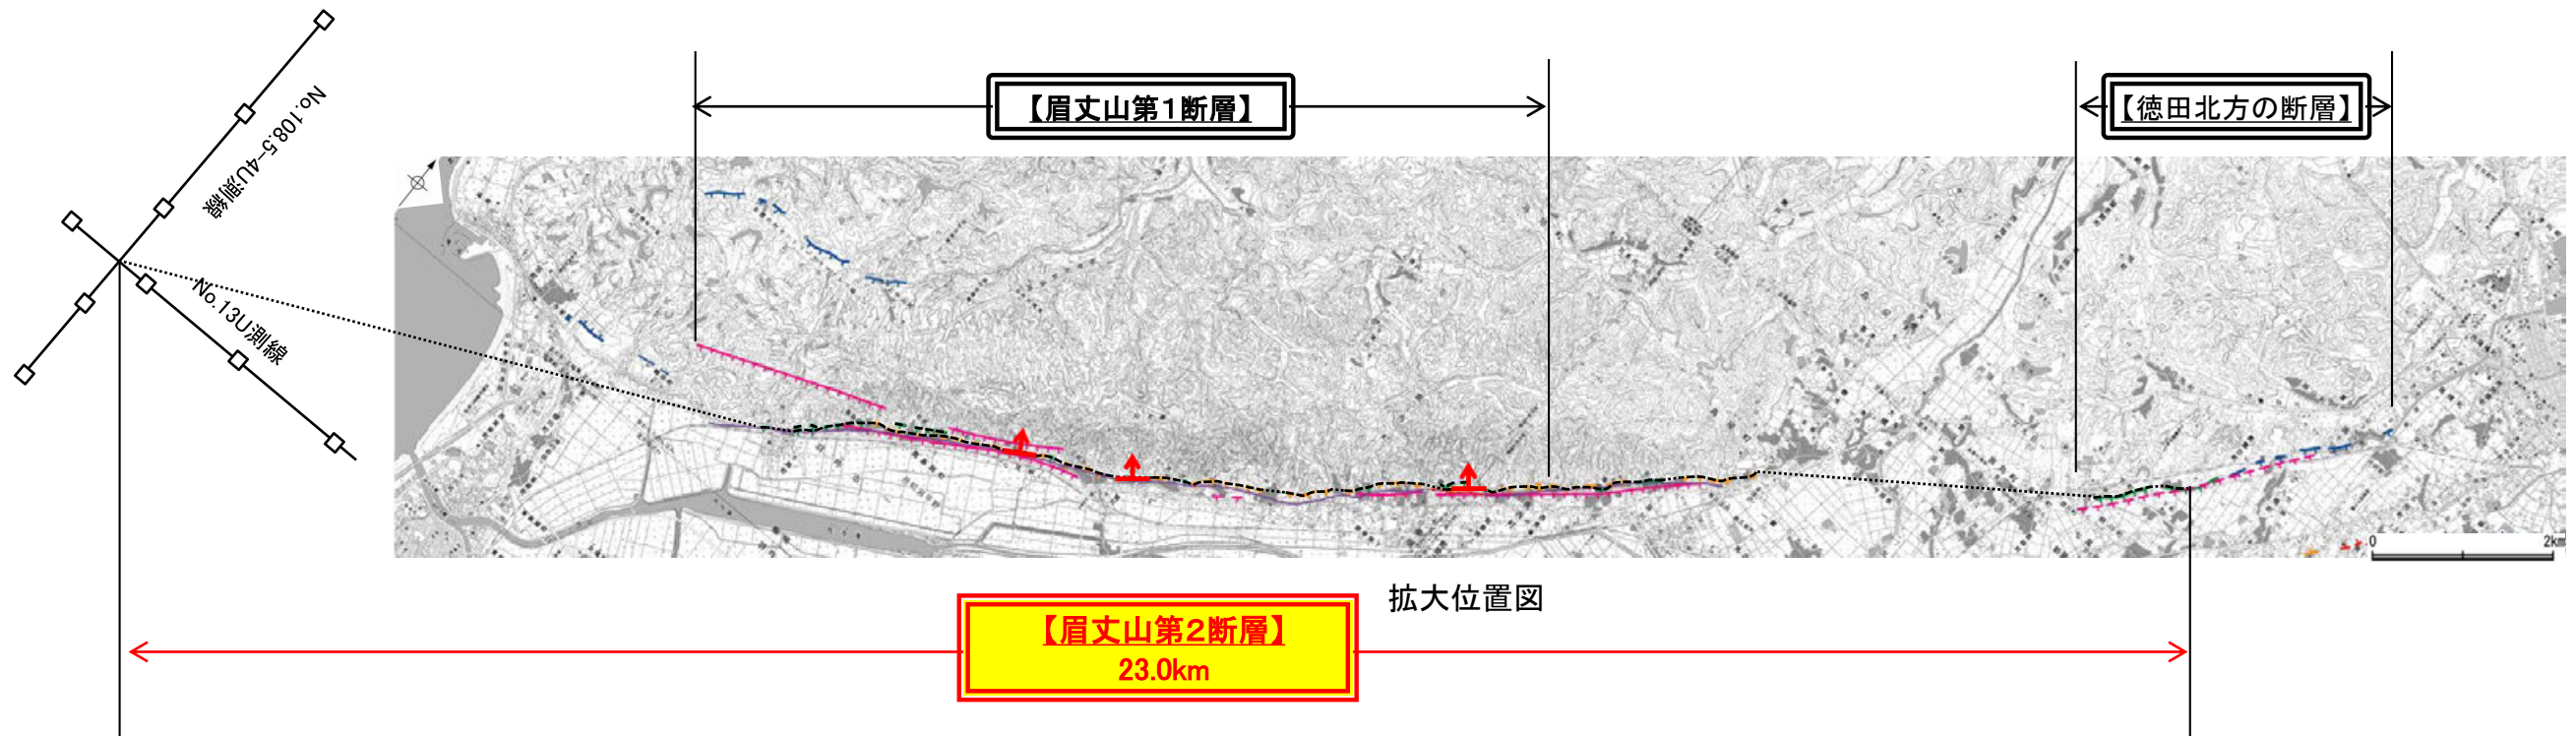 No.108.5-4U測線
No.13U測線
【眉丈山第1断層】
【徳田北方の断層】
0 2km
拡大位置図
【眉丈山第2断層】
23.0km